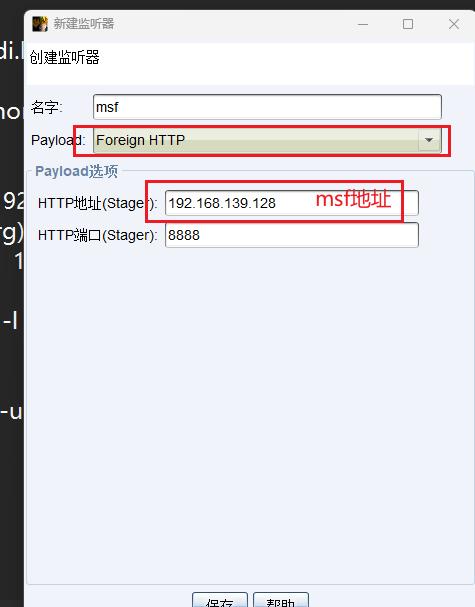 新建监听器
di.
创建监听器
名字: msf
Payload: Foreign HTTP
Payload选项
92
HTTP地址(Stager): 192.168.139.128 msf地址
rg)
HTTP端口(Stager): 8888
1
-l
-u
保存 帮助